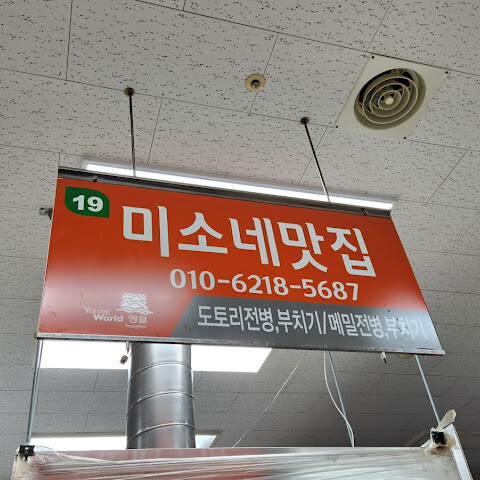 19
미소네맛집
010-6218-5687
Young World 영월
도토리전병,부치기/메밀전병,부치기